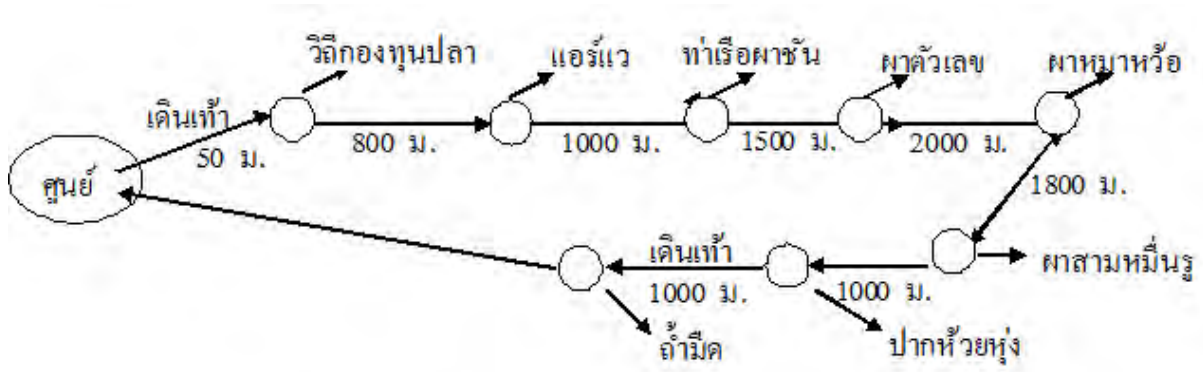 วิถีกองทุนปลา
แอร์แว
ท่าเรือผาชัน
ผาตัวเลข
ผาหมาหว้อ
เดินเท้า
50 ม.
800 ม.
1000 ม.
1500 ม.
2000 ม.
ศูนย์
1800 ม.
เดินเท้า
1000 ม.
1000 ม.
ผาสามหมื่นรู
ถ้ำมืด
ปากห้วยหุ่ง